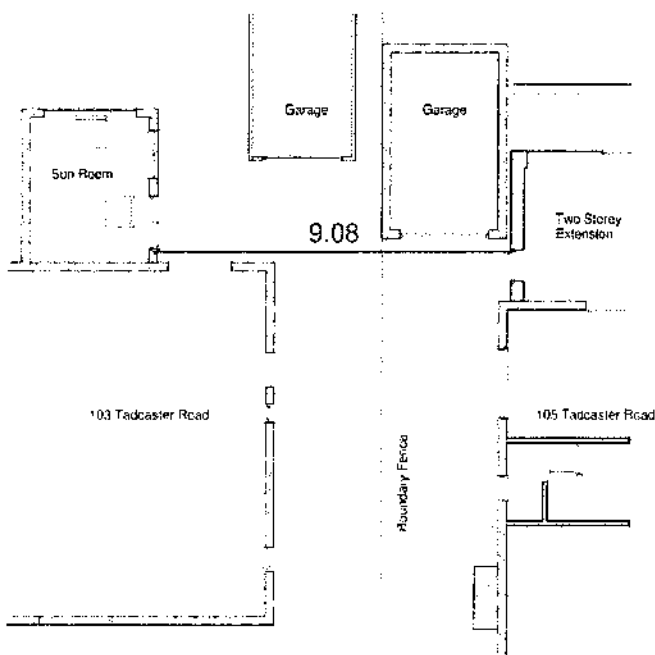 Garage
Garage
Sun Room
9.08
Two Storey
Extension
103 Tadcaster Road
105 Tadcaster Road
Boundary Fence